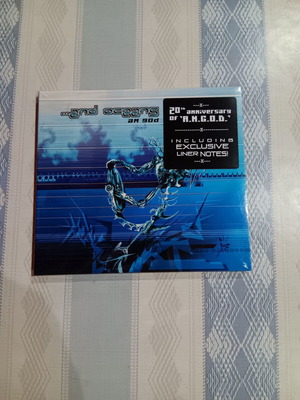 ...and oceans
AM GOD
20TH ANNIVERSARY
OF "A.M.G.O.D."
INCLUDING
EXCLUSIVE
LINER NOTES!